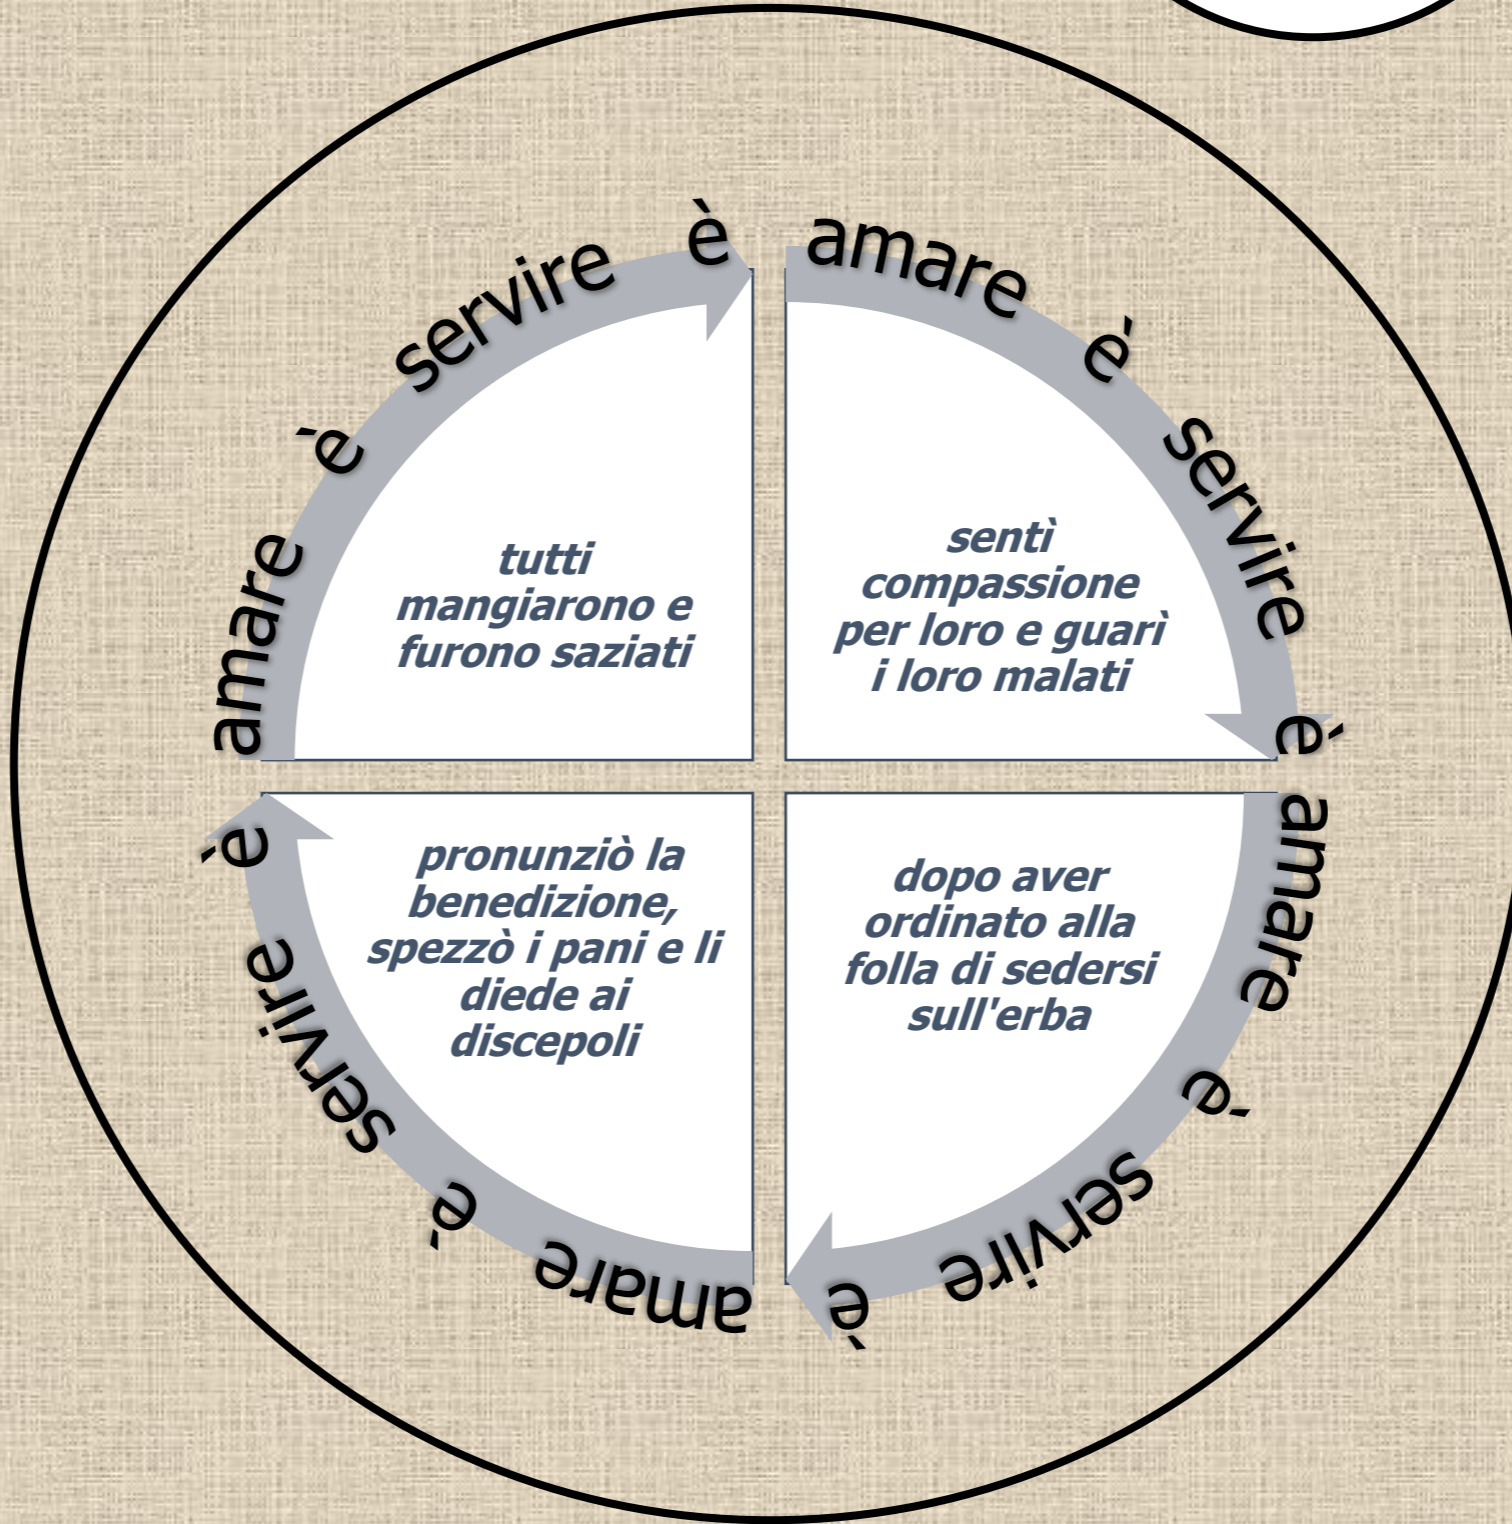 amare è servire è
amare è servire è
amare è servire è
amare è servire è
sentì
compassione
per loro e guarì
i loro malati
dopo aver
ordinato alla
folla di sedersi
sull'erba
pronunziò la
benedizione,
spezzò i pani e li
diede ai
discepoli
tutti
mangiarono e
furono saziati